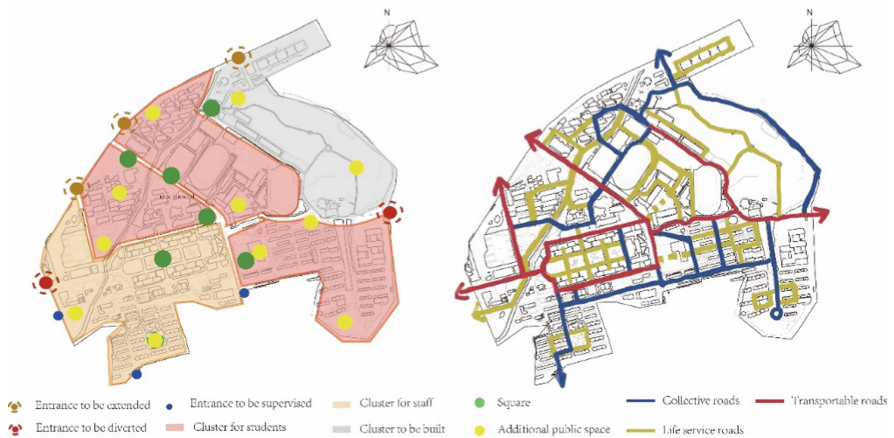 N
N
Entrance to be extended
Entrance to be supervised
Cluster for staff
Square
Collective roads
Transportable roads
Entrance to be diverted
Cluster for students
Cluster to be built
Additional public space
Life service roads